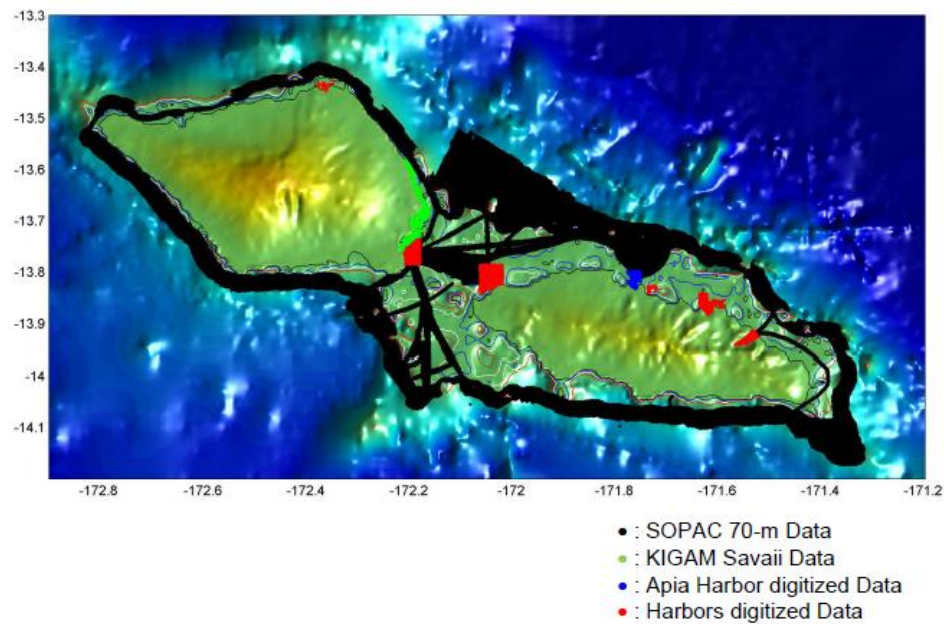 -13.3
-13.4
-13.5
-13.6
-13.7
-13.8
-13.9
-14
-14.1
-172.8 -172.6 -172.4 -172.2 -172 -171.8 -171.6 -171.4 -171.2
• : SOPAC 70-m Data
• : KIGAM Savaii Data
• : Apia Harbor digitized Data
• : Harbors digitized Data